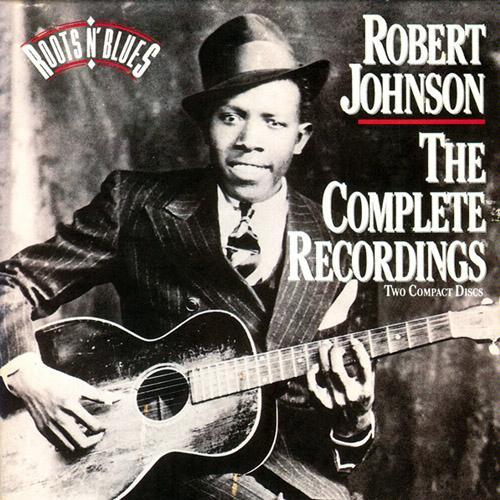 ROOTS N' BLUES
ROBERT
JOHNSON
THE
COMPLETE
RECORDINGS
TWO COMPACT DISCS